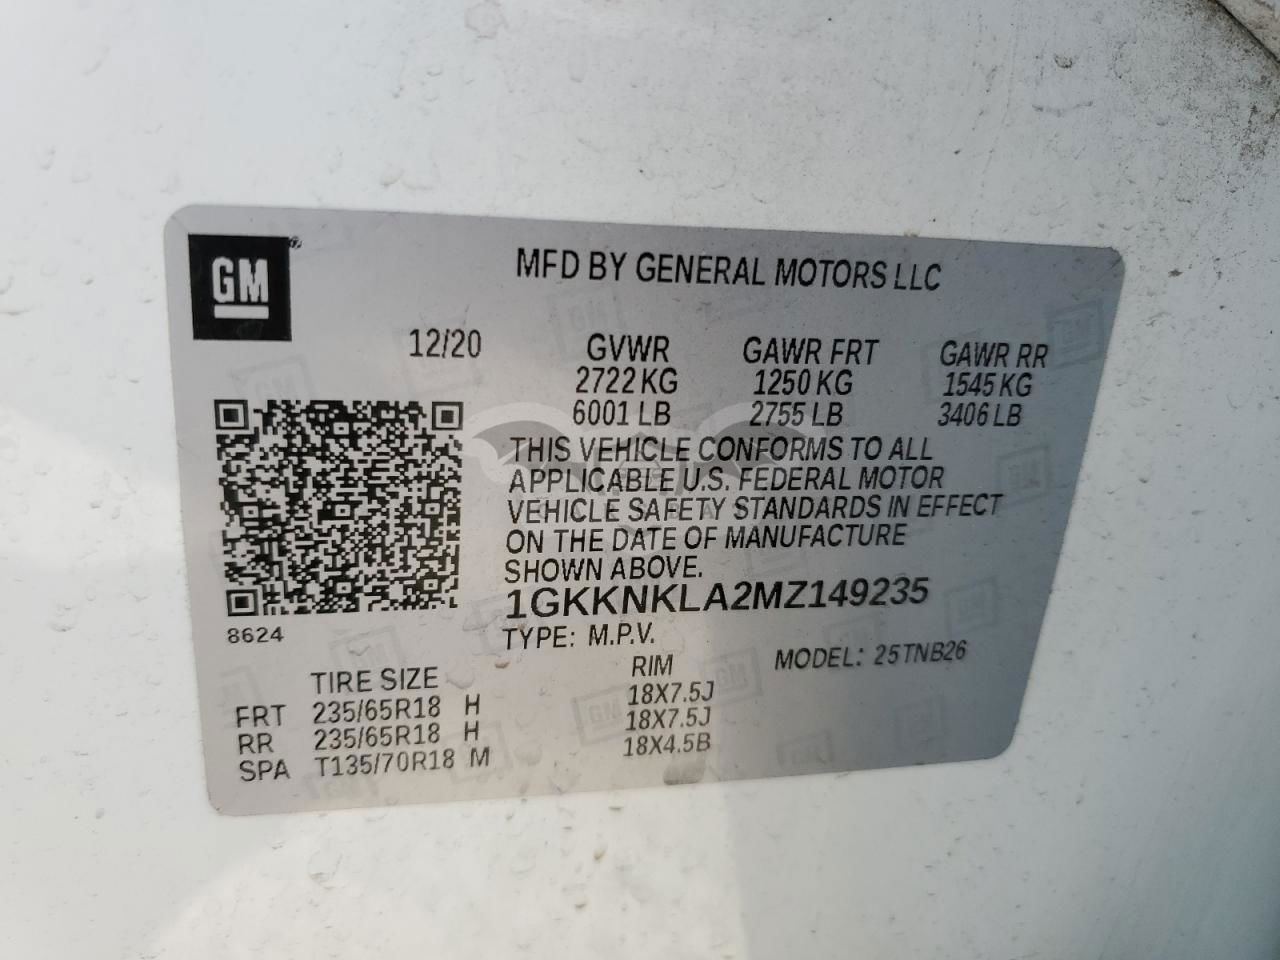 GM
MFD BY GENERAL MOTORS LLC
12/20 GVWR GAWR FRT GAWR RR
2722 KG 1250 KG 1545 KG
6001 LB 2755 LB 3406 LB
THIS VEHICLE CONFORMS TO ALL
APPLICABLE U.S. FEDERAL MOTOR
VEHICLE SAFETY STANDARDS IN EFFECT
ON THE DATE OF MANUFACTURE
SHOWN ABOVE.
1GKKNKLA2MZ149235
8624
TYPE: M.P.V. MODEL: 25TNB26
TIRE SIZE RIM
FRT 235/65R18 H 18X7.5J
RR 235/65R18 H 18X7.5J
SPA T135/70R18 M 18X4.5B